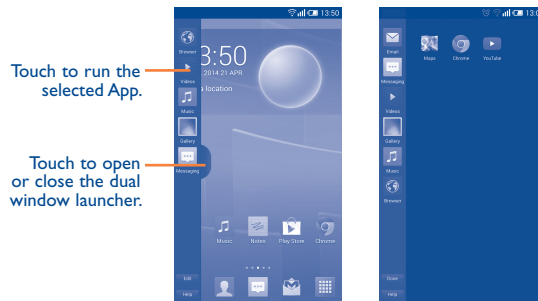 Touch to run the
selected App.
Touch to open
or close the dual
window launcher.
13:50
Browser
Videos
Music
Gallery
Messaging
3:50
2014 21 APR
location
Music
Notes
Play Store
Chrome
Edit
Help
13:0
Email
Messaging
Videos
Gallery
Music
Browser
Maps
Chrome
YouTube
Done
Help